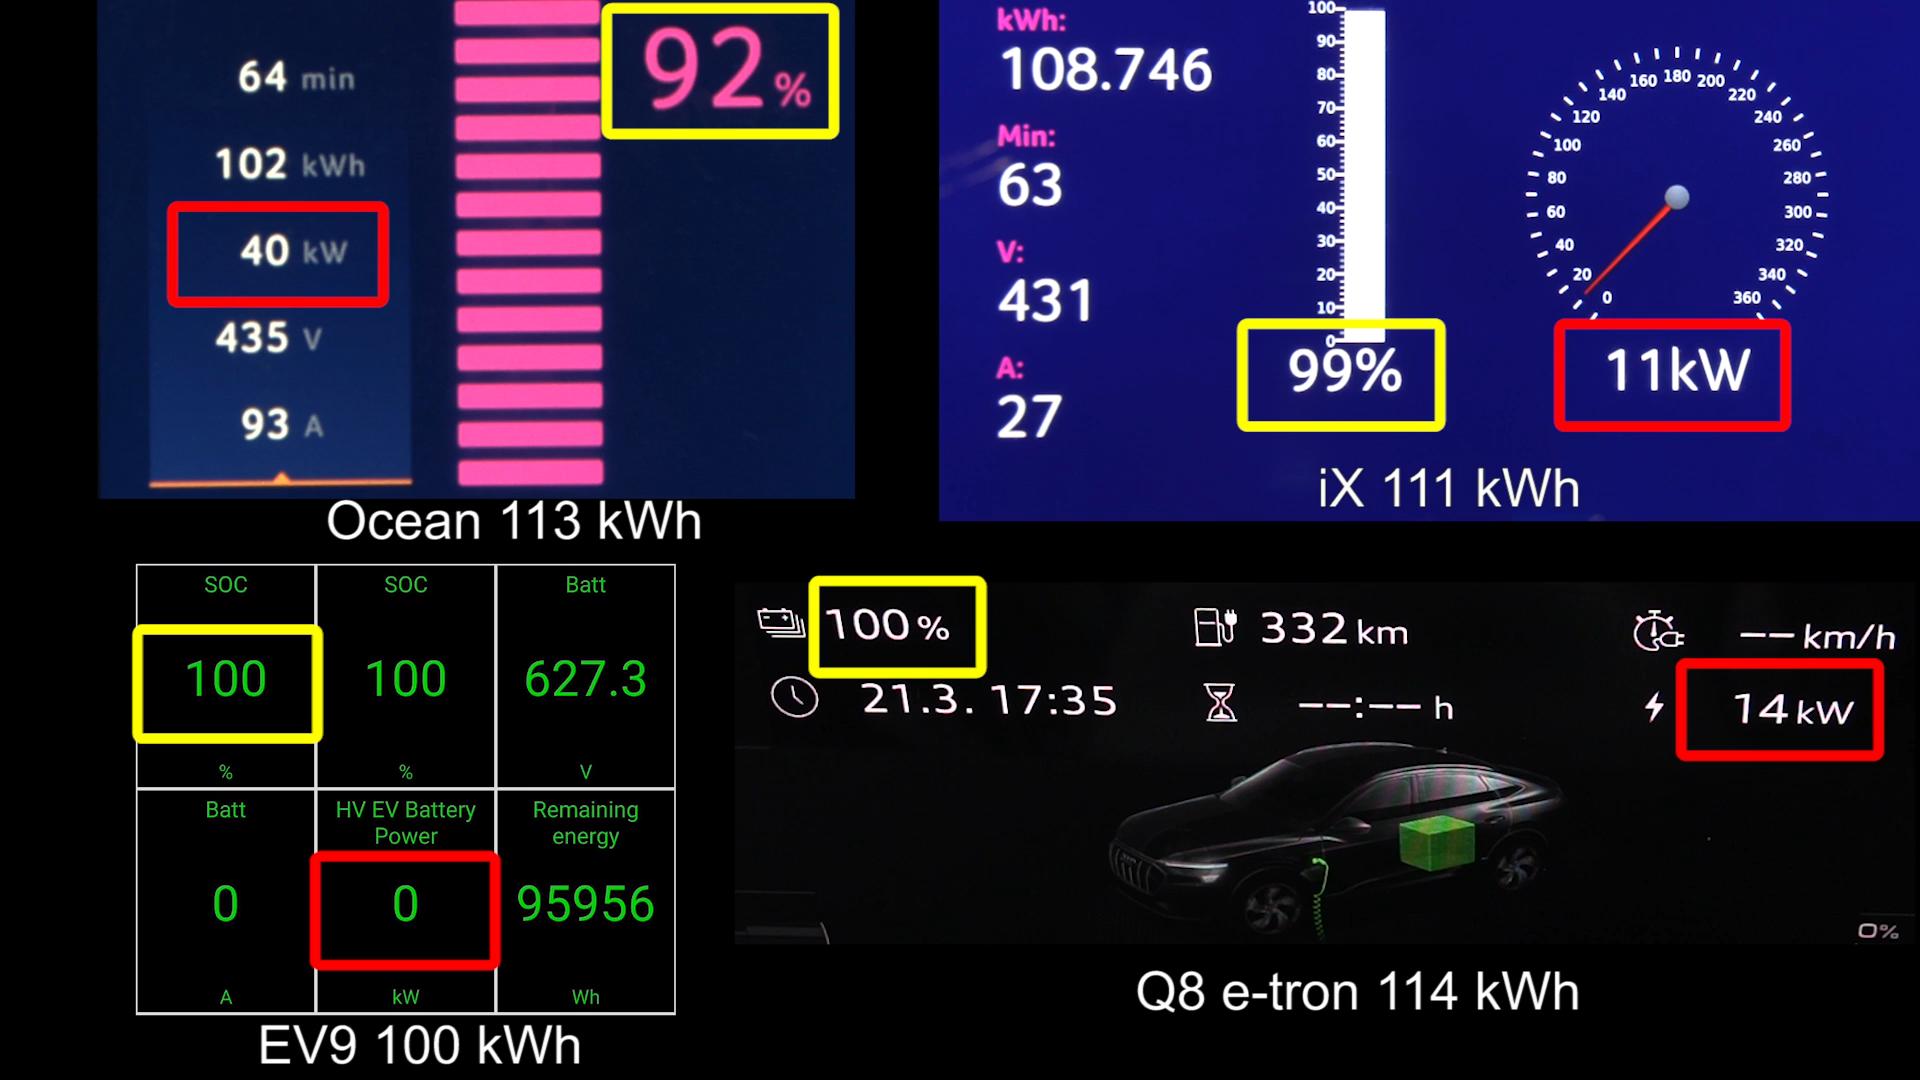 92%
64 min
102 kWh
40 kW
435 V
93 A
Ocean 113 kWh
kWh:
108.746
Min:
63
V:
431
A:
27
100
90
80
70
60
50
40
30
20
10
0
99%
0
20
40
60
80
100
120
140
160
180
200
220
240
260
280
300
320
340
360
11kW
iX 111 kWh
SOC
100
%
SOC
100
%
Batt
627.3
V
Batt
0
A
HV EV Battery
Power
0
kW
Remaining
energy
95956
Wh
EV9 100 kWh
100 %
332 km
-- km/h
21.3. 17:35
--:-- h
14 kW
0%
Q8 e-tron 114 kWh